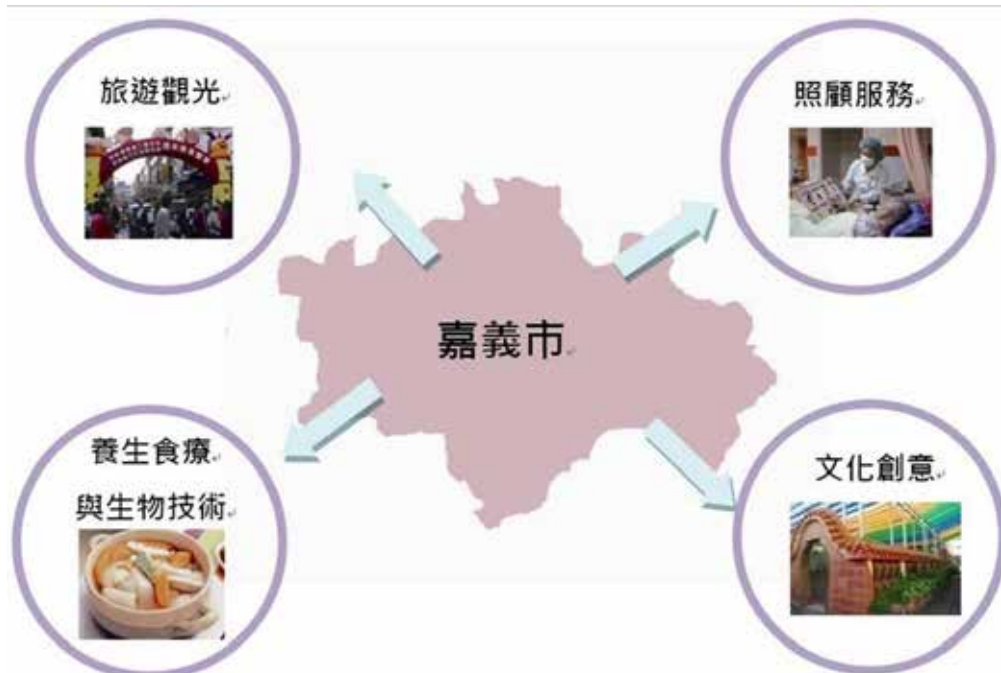 旅遊觀光
照顧服務
嘉義市
養生食療
與生物技術
文化創意